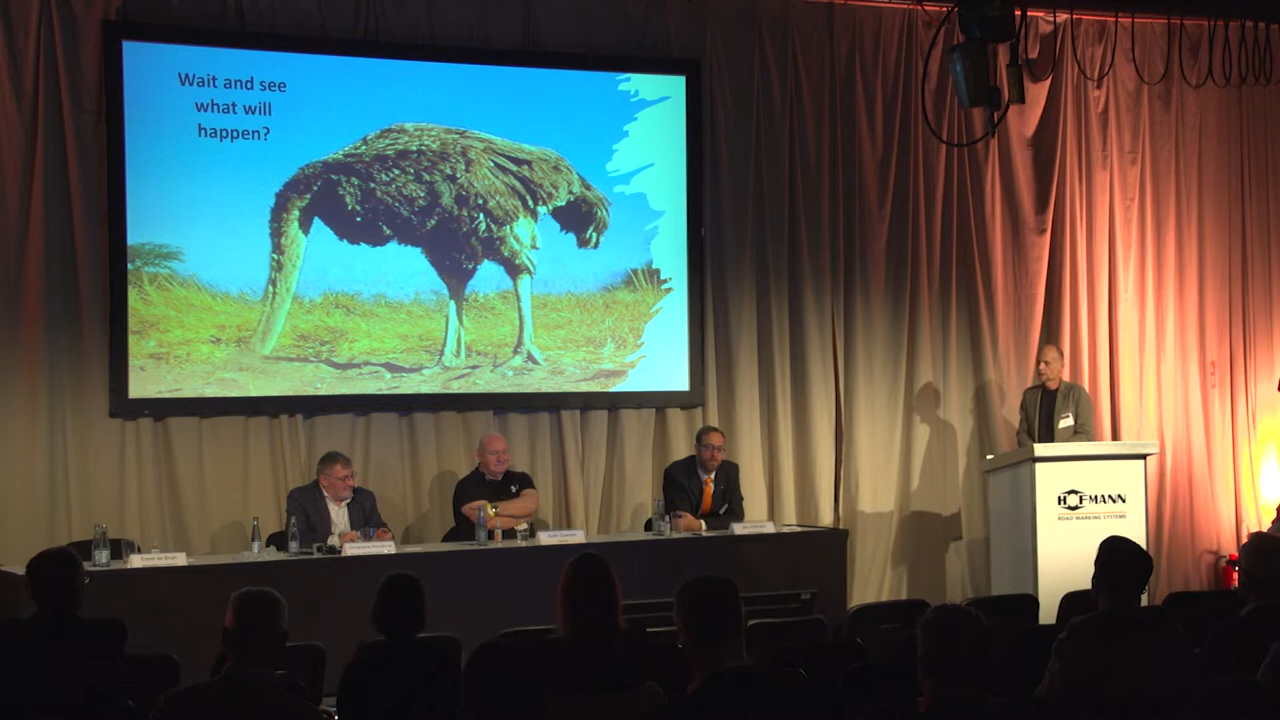 Wait and see
what will
happen?
HOFMANN
ROAD MARKING SYSTEMS